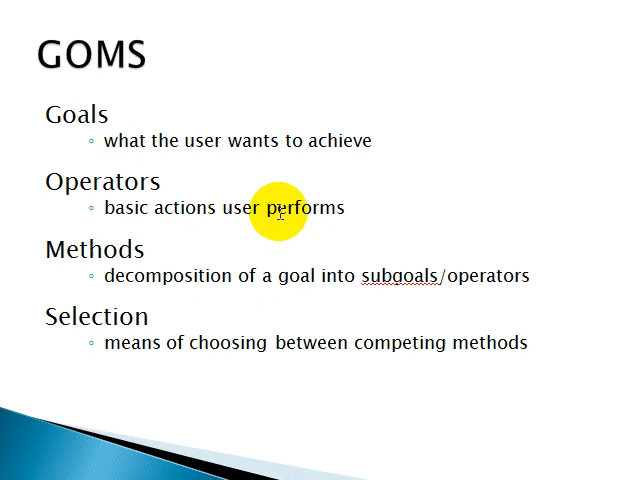 GOMS
Goals
◦ what the user wants to achieve
Operators
◦ basic actions user performs
Methods
◦ decomposition of a goal into subgoals/operators
Selection
◦ means of choosing between competing methods